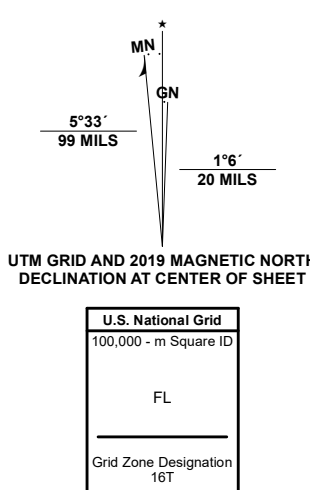 ★
MN
GN
5°33´
99 MILS
1°6´
20 MILS
UTM GRID AND 2019 MAGNETIC NORTH
DECLINATION AT CENTER OF SHEET
U.S. National Grid
100,000 - m Square ID
FL
Grid Zone Designation
16T